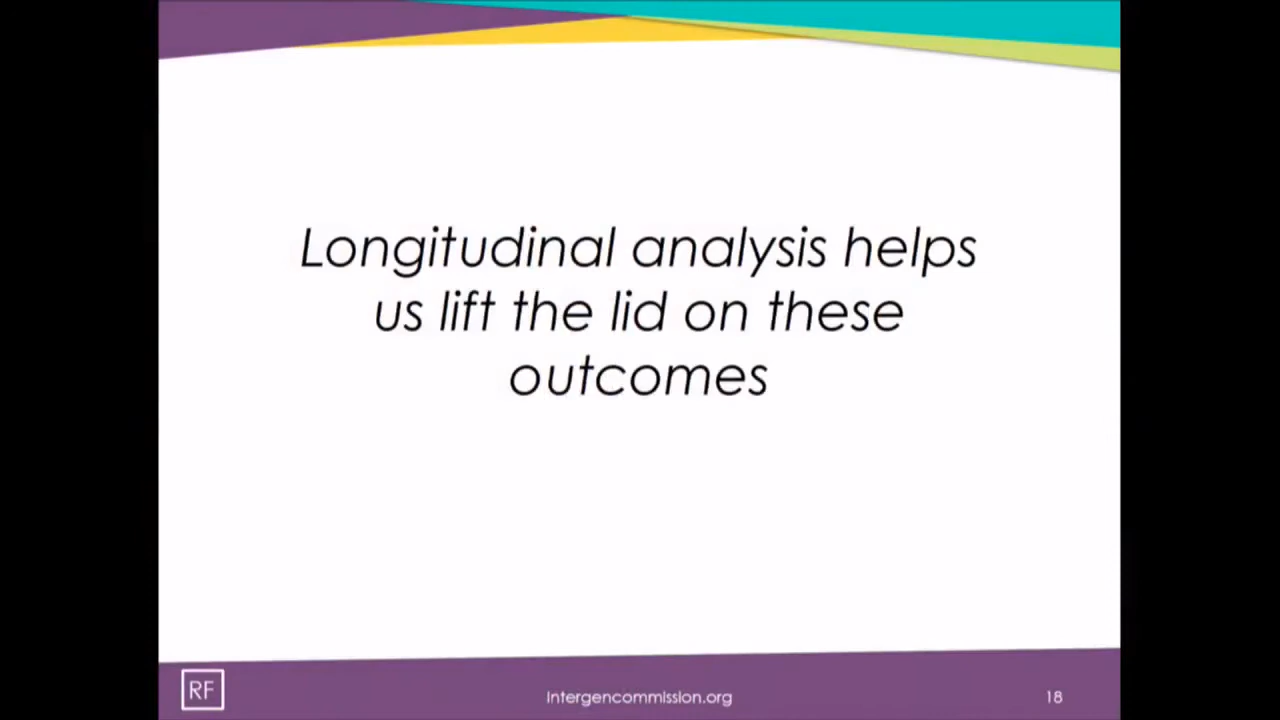 Longitudinal analysis helps
us lift the lid on these
outcomes
RF
intergencommission.org
18